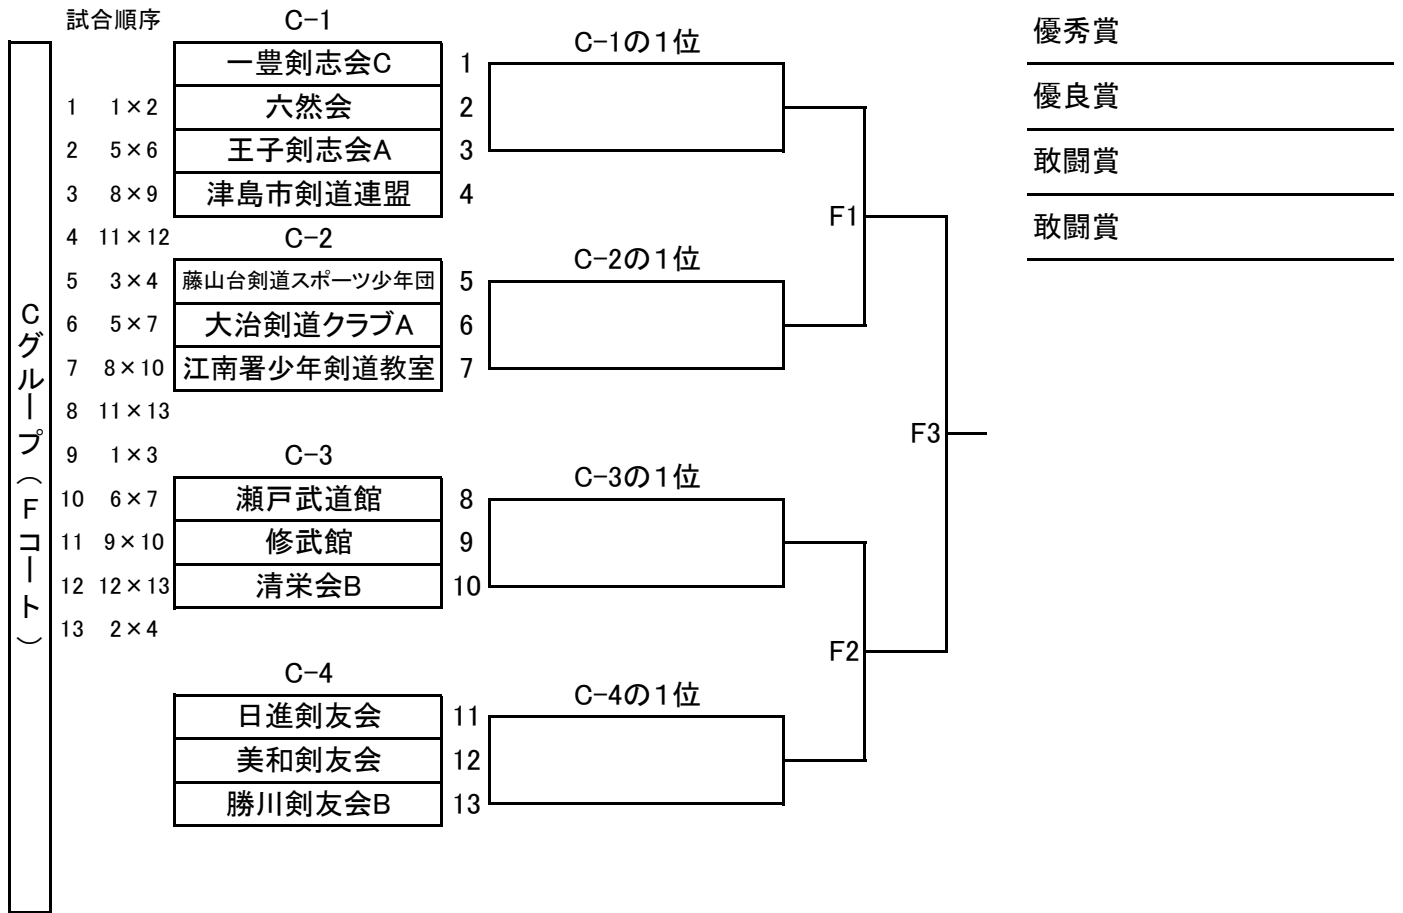 試合順序 C-1
一豊剣志会C 1
1 1×2 六然会 2
2 5×6 王子剣志会A 3
3 8×9 津島市剣道連盟 4
4 11×12 C-2
5 3×4 藤山台剣道スポーツ少年団 5
6 5×7 大治剣道クラブA 6
7 8×10 江南署少年剣道教室 7
8 11×13
9 1×3 C-3
10 6×7 瀬戸武道館 8
11 9×10 修武館 9
12 12×13 清栄会B 10
13 2×4
C-4
日進剣友会 11
美和剣友会 12
勝川剣友会B 13
Cグループ(Fコート)
C-1の1位
C-2の1位
C-3の1位
C-4の1位
F1
F2
F3
優秀賞
優良賞
敢闘賞
敢闘賞